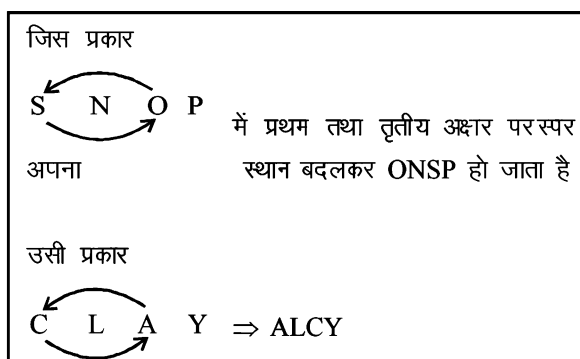 जिस प्रकार
S N O P
में प्रथम तथा तृतीय अक्षर परस्पर
अपना स्थान बदलकर ONSP हो जाता है
उसी प्रकार
C L A Y ⇒ ALCY